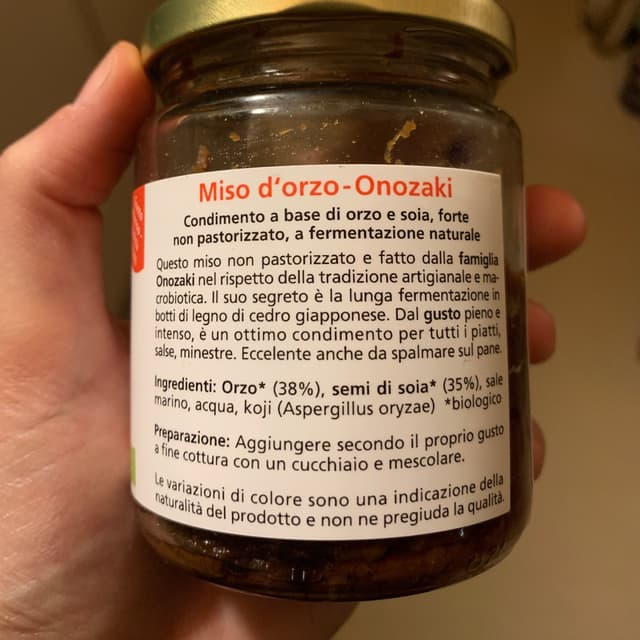 Miso d'orzo-Onozaki
Condimento a base di orzo e soia, forte
non pastorizzato, a fermentazione naturale
Questo miso non pastorizzato e fatto dalla famiglia
Onozaki nel rispetto della tradizione artigianale e ma-
crobiotica. Il suo segreto è la lunga fermentazione in
botti di legno di cedro giapponese. Dal gusto pieno e
intenso, è un ottimo condimento per tutti i piatti,
salse, minestre. Eccelente anche da spalmare sul pane.
Ingredienti: Orzo* (38%), semi di soia* (35%), sale
marino, acqua, koji (Aspergillus oryzae) *biologico
Preparazione: Aggiungere secondo il proprio gusto
a fine cottura con un cucchiaio e mescolare.
Le variazioni di colore sono una indicazione della
naturalità del prodotto e non ne pregiuda la qualità.